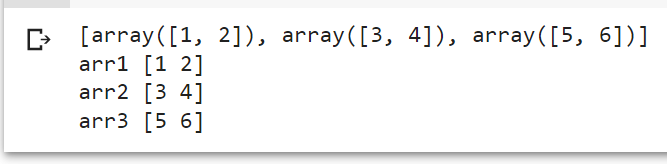 [array([1, 2]), array([3, 4]), array([5, 6])]
arr1 [1 2]
arr2 [3 4]
arr3 [5 6]